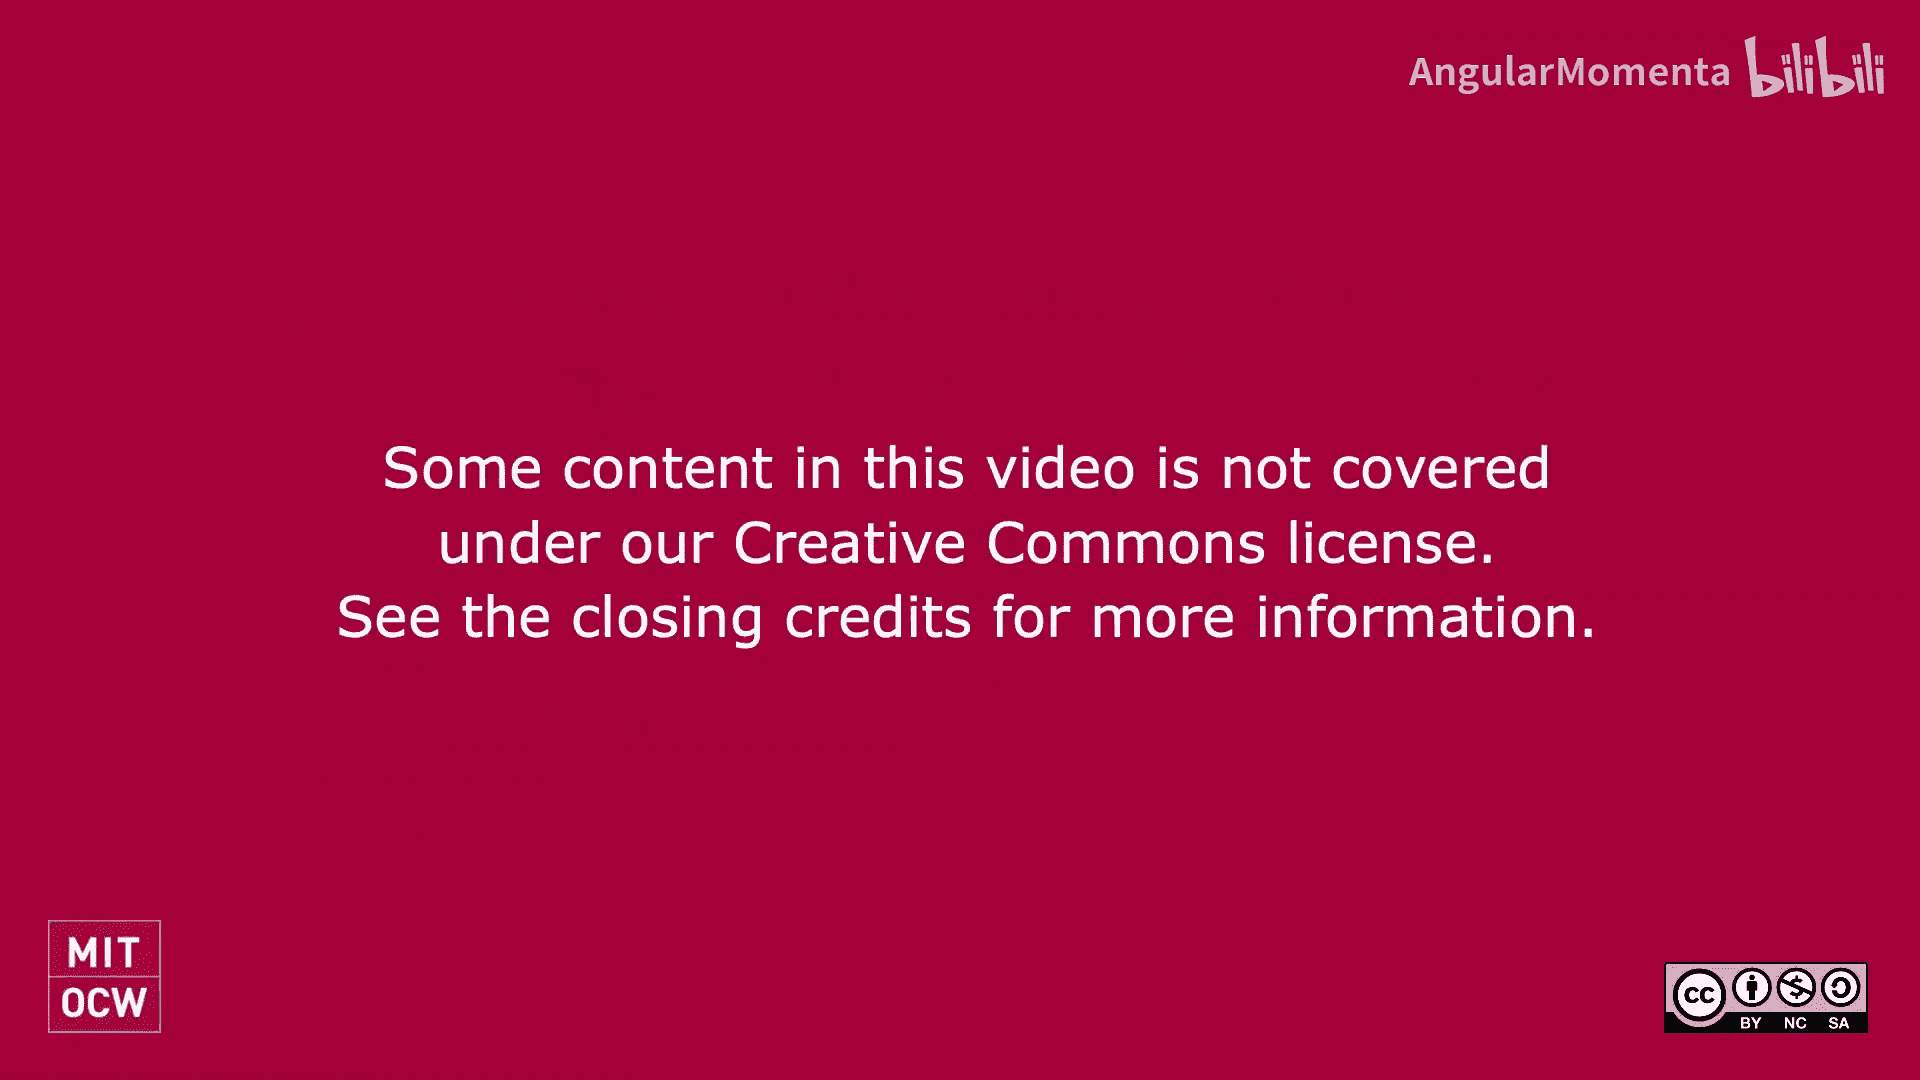 AngularMomenta bilibili
Some content in this video is not covered
under our Creative Commons license.
See the closing credits for more information.
MIT
OCW
cc
BY NC SA